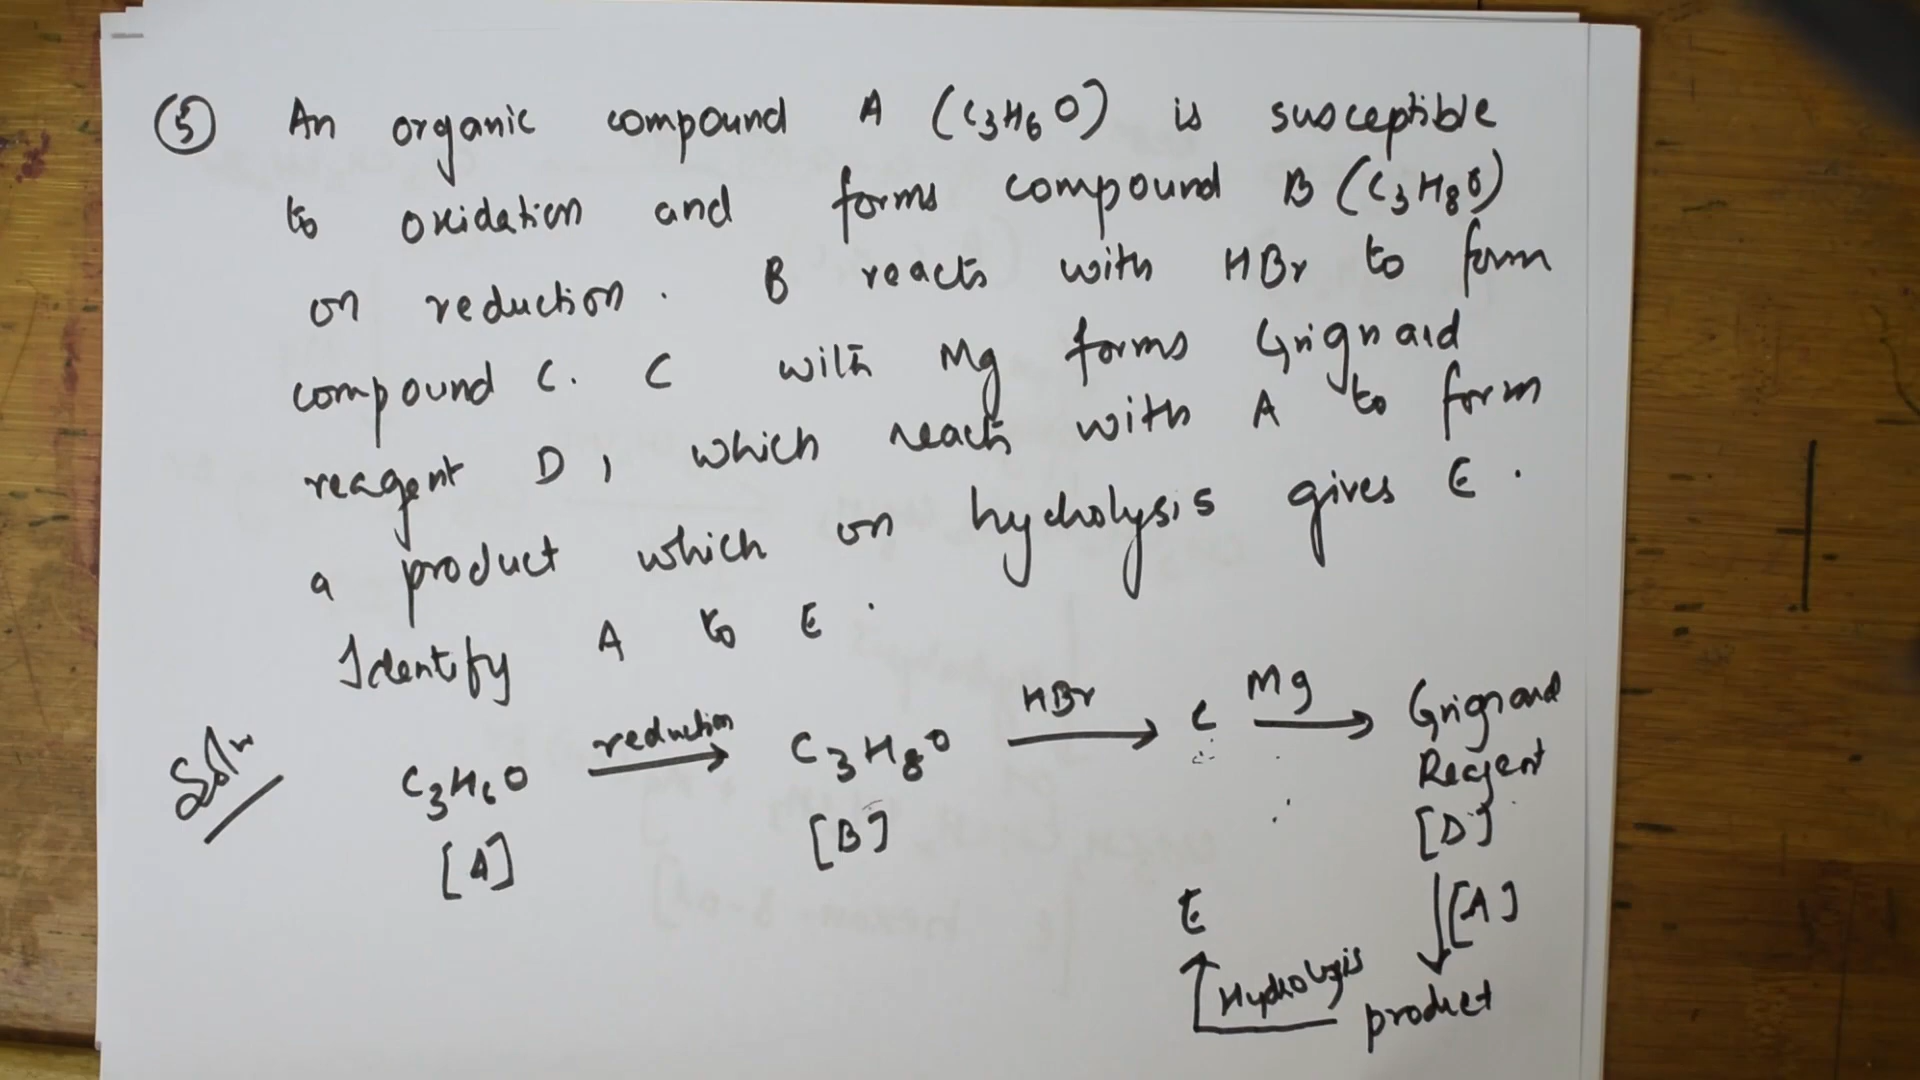 ⑤ An organic compound A (C3H6O) is susceptible
to oxidation and forms compound B (C3H8O)
on reduction. B reacts with HBr to form
compound C. C with Mg forms Grignard
reagent D, which reacts with A to form
a product which on hydrolysis gives E.
Identify A to E.
Soln
C3H6O reduction C3H8O HBr C Mg Grignard
Reagent
[A] [B] [D]
E [A]
Hydrolysis product